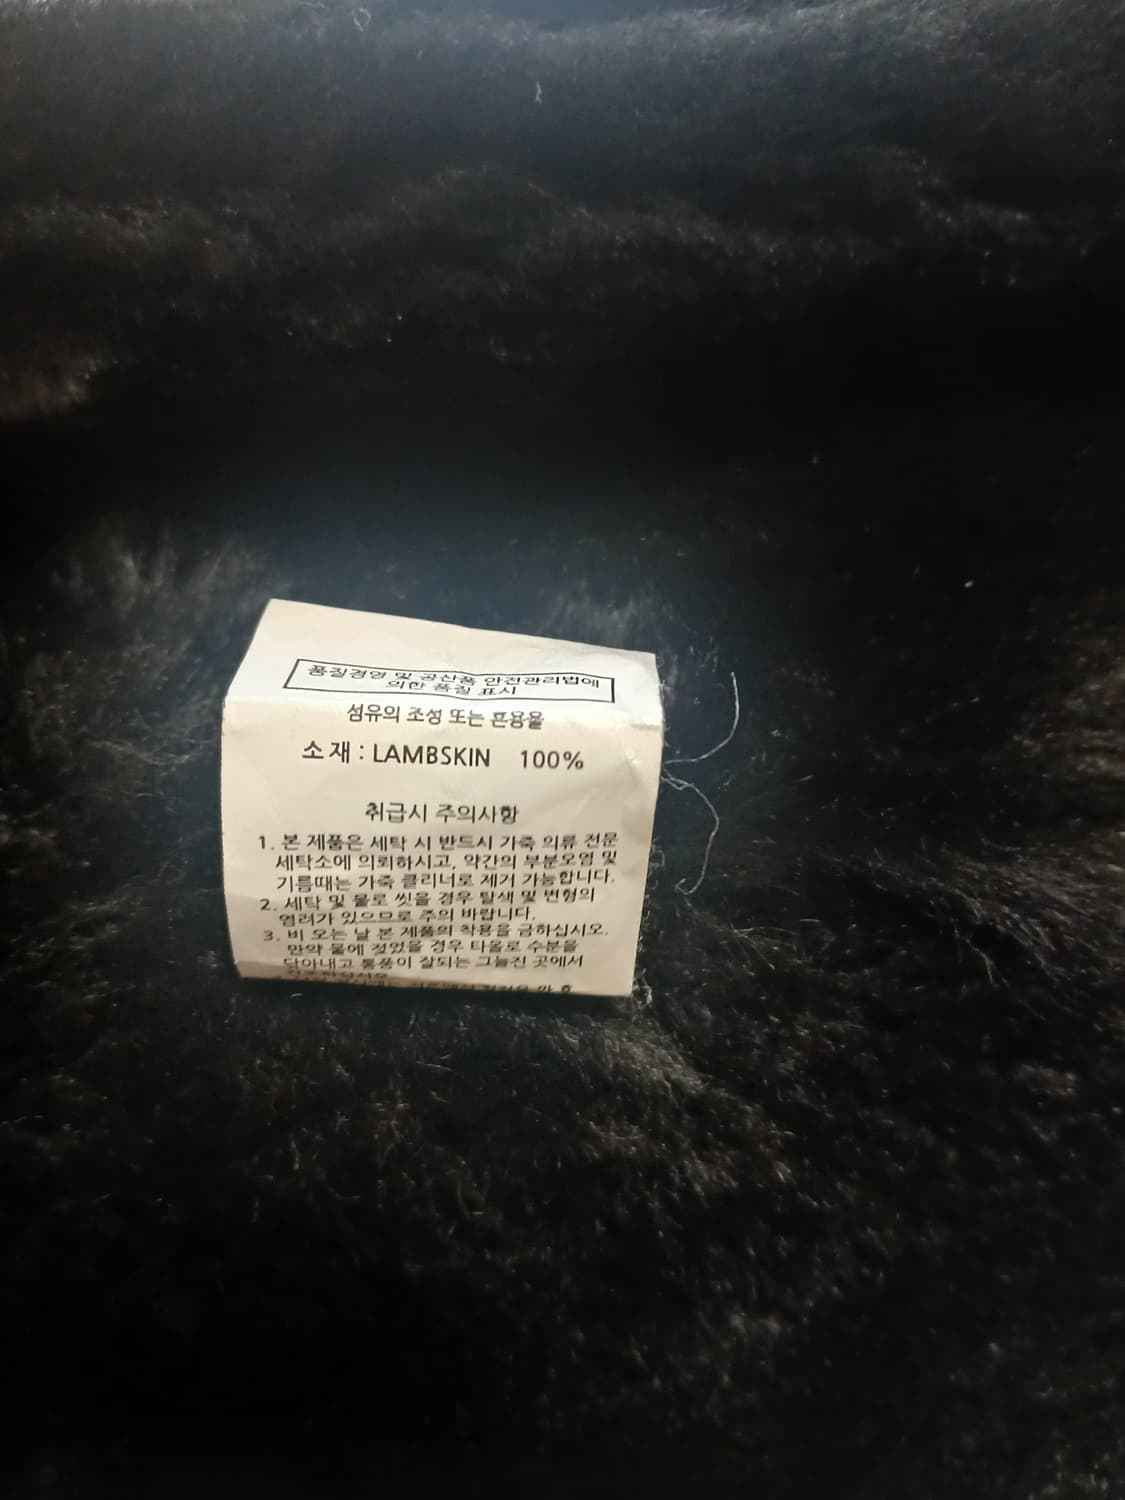 품질경영 및 공산품 안전관리법에
의한 품질 표시
섬유의 조성 또는 혼용율
소재 : LAMBSKIN 100%
취급시 주의사항
1. 본 제품은 세탁 시 반드시 가죽 의류 전문
세탁소에 의뢰하시고, 약간의 부분오염 및
기름때는 가죽 클리너로 제거 가능합니다.
2. 세탁 및 물로 씻을 경우 탈색 및 변형의
염려가 있으므로 주의 바랍니다.
3. 비 오는 날 본 제품의 착용을 금하십시오.
만약 물에 젖었을 경우 타올로 수분을
닦아내고 통풍이 잘되는 그늘진 곳에서